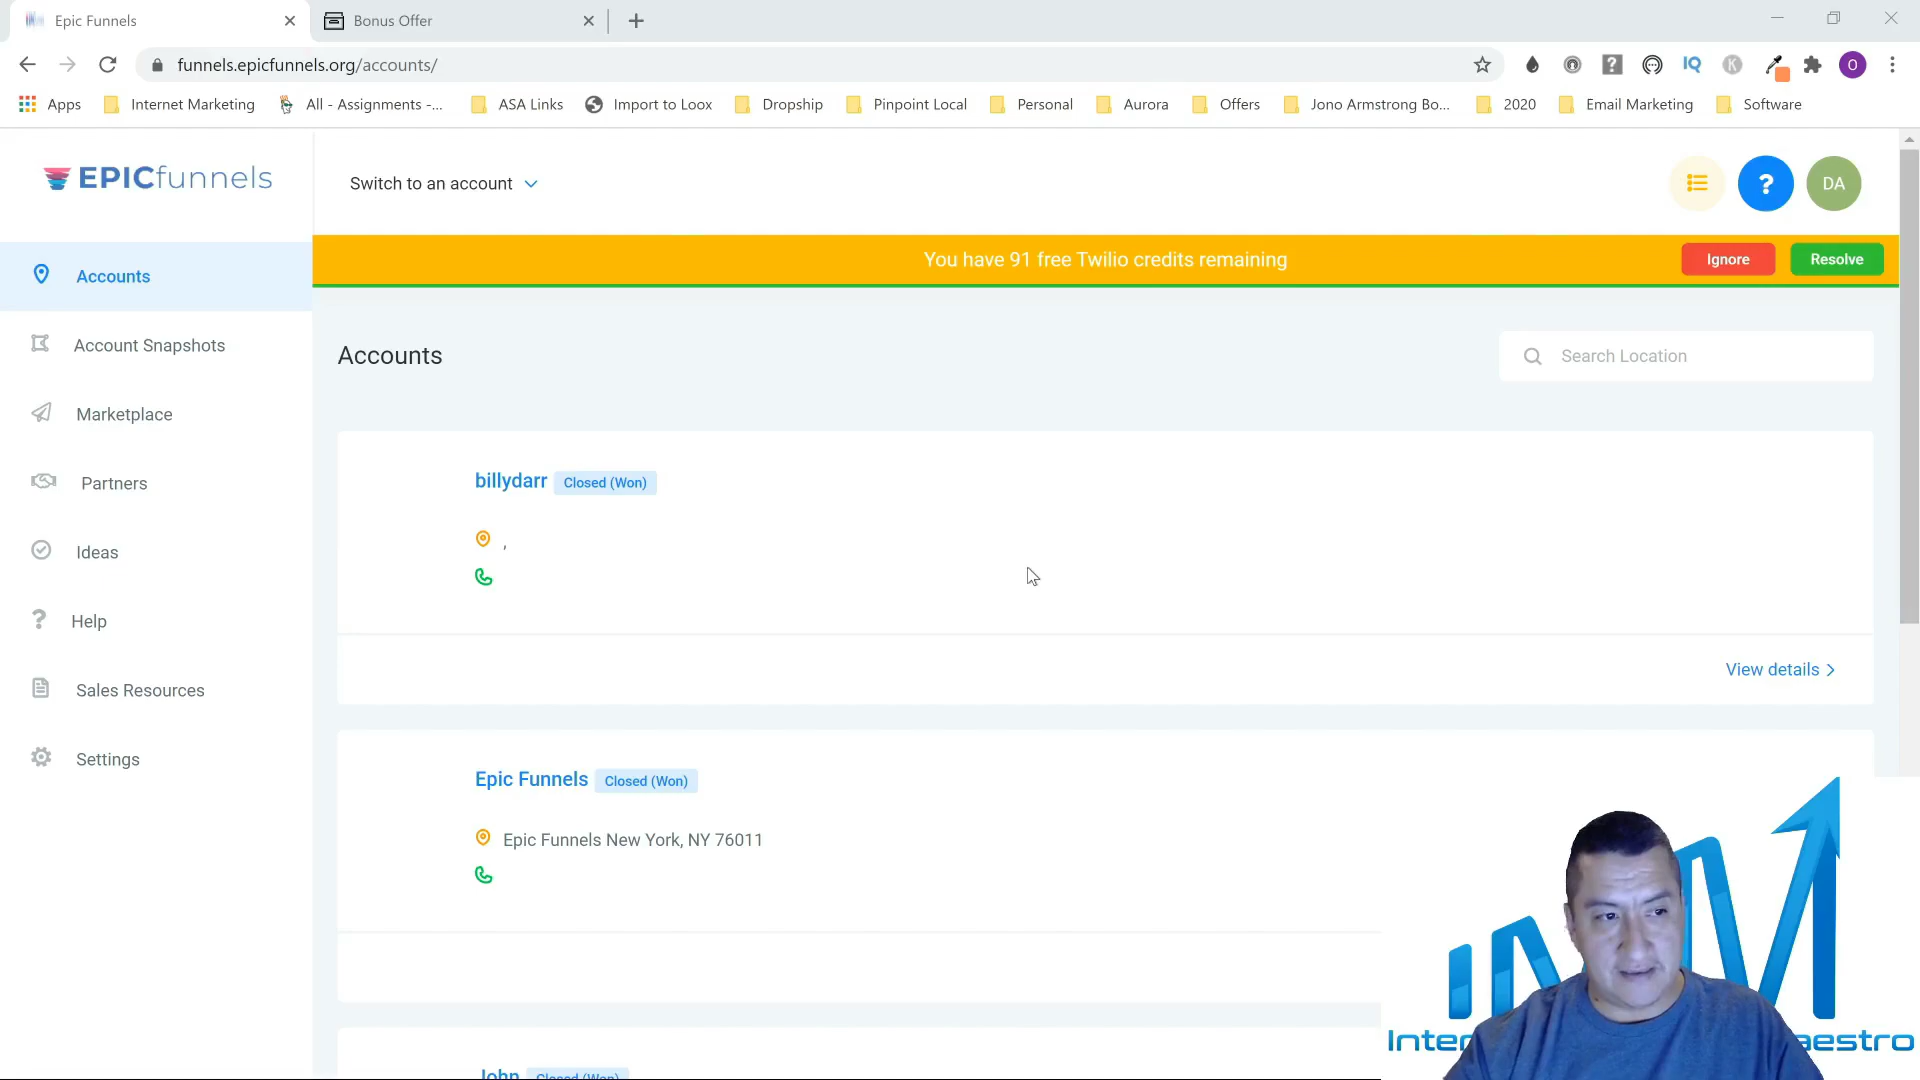 Epic Funnels
Bonus Offer
funnels.epicfunnels.org/accounts/
IQ
K
O
Apps
Internet Marketing
All - Assignments -...
ASA Links
Import to Loox
Dropship
Pinpoint Local
Personal
Aurora
Offers
Jono Armstrong Bo...
2020
Email Marketing
Software
EPICfunnels
Switch to an account
?
DA
You have 91 free Twilio credits remaining
Ignore
Resolve
Accounts
Account Snapshots
Marketplace
Partners
Ideas
Help
Sales Resources
Settings
Accounts
Search Location
billydarr
Closed (Won)
,
View details
Epic Funnels
Closed (Won)
Epic Funnels New York, NY 76011
John
Closed (Won)